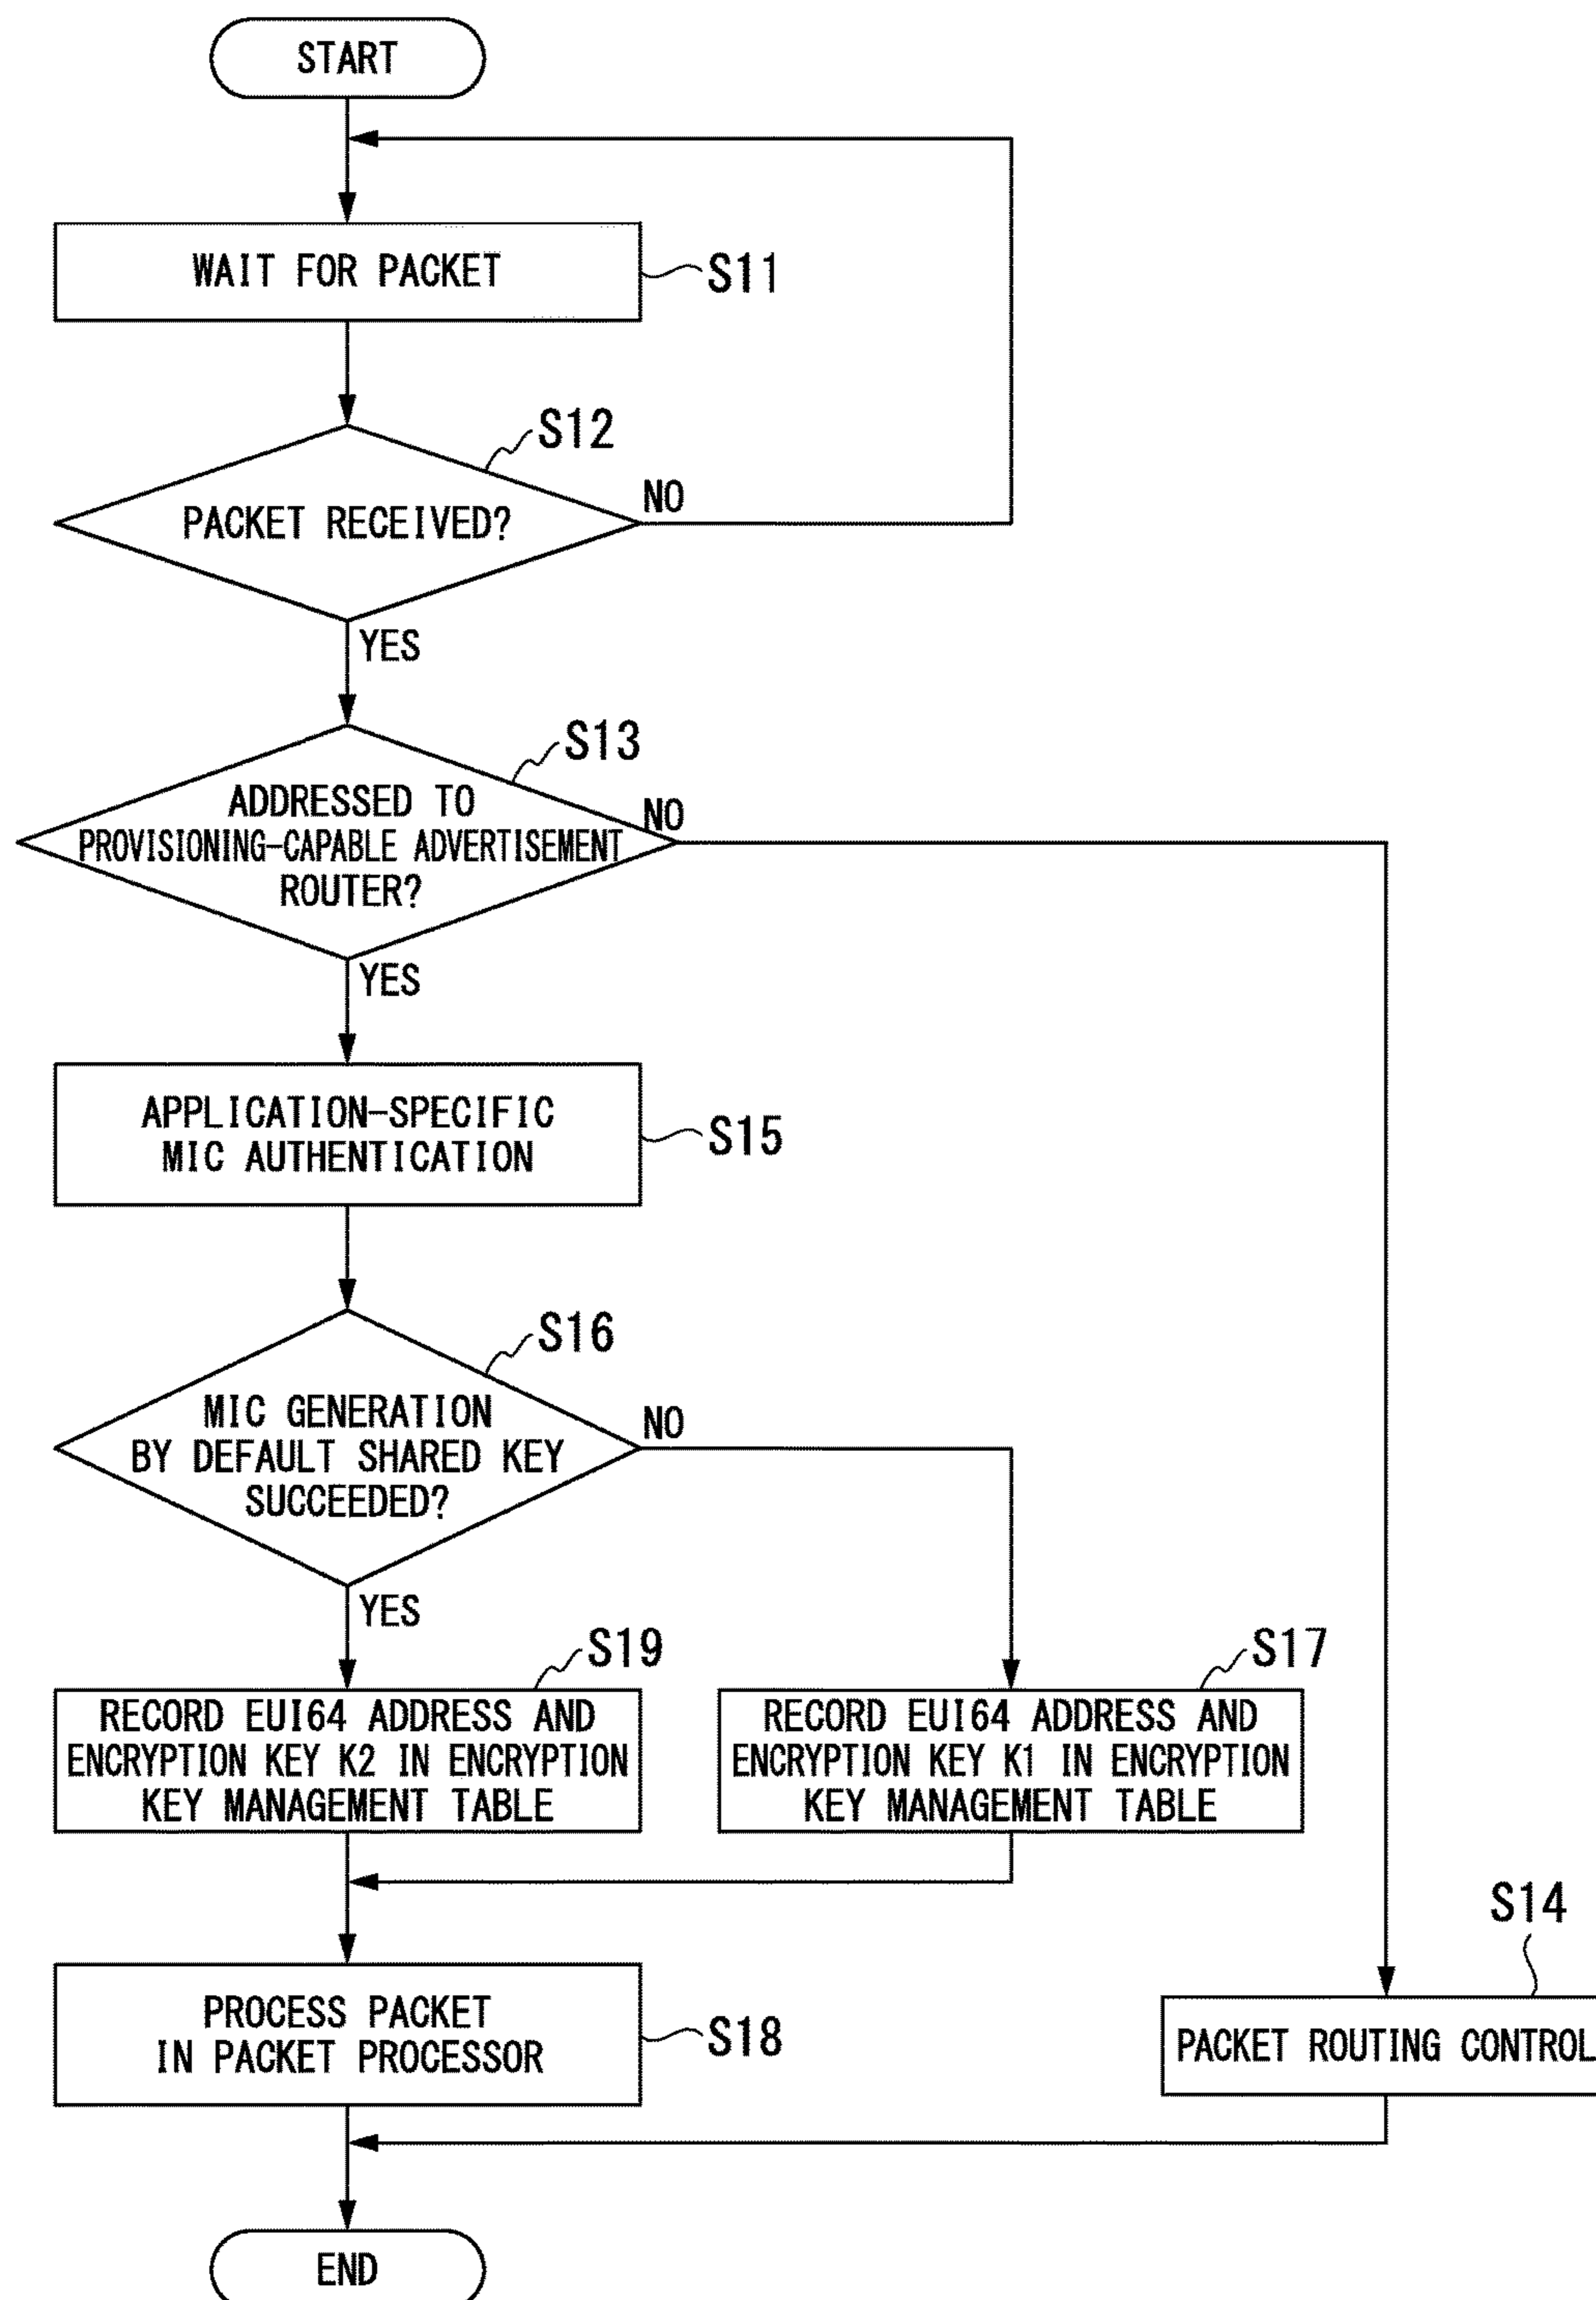 START
WAIT FOR PACKET
S11
S12
PACKET RECEIVED?
NO
YES
S13
ADDRESSED TO
PROVISIONING-CAPABLE ADVERTISEMENT
ROUTER?
NO
YES
APPLICATION-SPECIFIC
MIC AUTHENTICATION
S15
S16
MIC GENERATION
BY DEFAULT SHARED KEY
SUCCEEDED?
NO
YES
S19
RECORD EUI64 ADDRESS AND
ENCRYPTION KEY K2 IN ENCRYPTION
KEY MANAGEMENT TABLE
S17
RECORD EUI64 ADDRESS AND
ENCRYPTION KEY K1 IN ENCRYPTION
KEY MANAGEMENT TABLE
S14
PACKET ROUTING CONTROL
PROCESS PACKET
IN PACKET PROCESSOR
S18
END